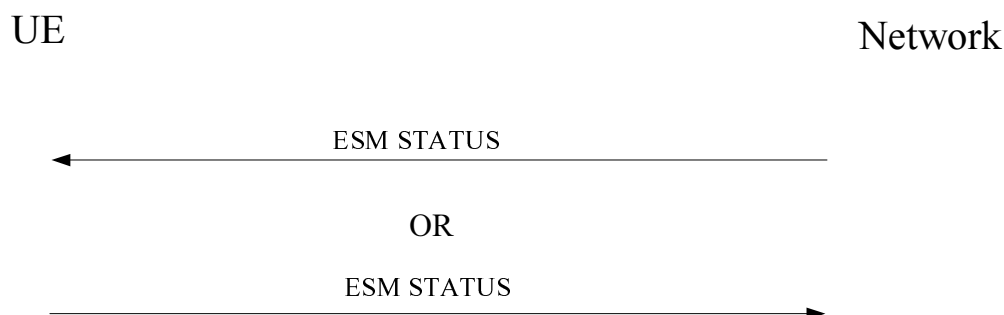 UE
Network
ESM STATUS
OR
ESM STATUS